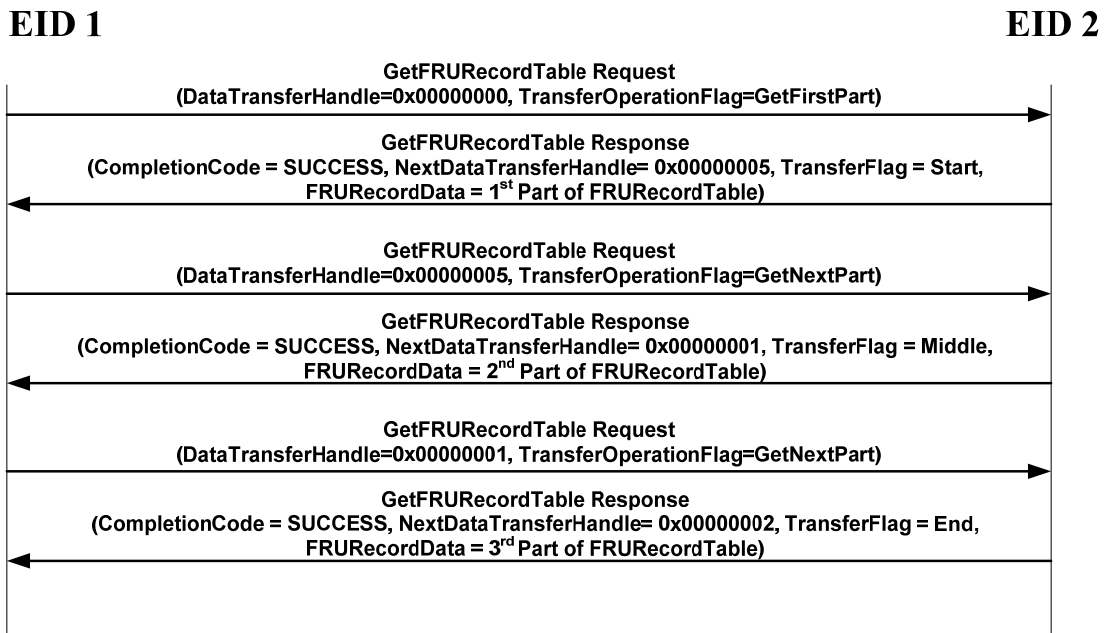 EID 1
EID 2
GetFRURecordTable Request
(DataTransferHandle=0x00000000, TransferOperationFlag=GetFirstPart)
GetFRURecordTable Response
(CompletionCode = SUCCESS, NextDataTransferHandle= 0x00000005, TransferFlag = Start,
FRURecordData = 1st Part of FRURecordTable)
GetFRURecordTable Request
(DataTransferHandle=0x00000005, TransferOperationFlag=GetNextPart)
GetFRURecordTable Response
(CompletionCode = SUCCESS, NextDataTransferHandle= 0x00000001, TransferFlag = Middle,
FRURecordData = 2nd Part of FRURecordTable)
GetFRURecordTable Request
(DataTransferHandle=0x00000001, TransferOperationFlag=GetNextPart)
GetFRURecordTable Response
(CompletionCode = SUCCESS, NextDataTransferHandle= 0x00000002, TransferFlag = End,
FRURecordData = 3rd Part of FRURecordTable)